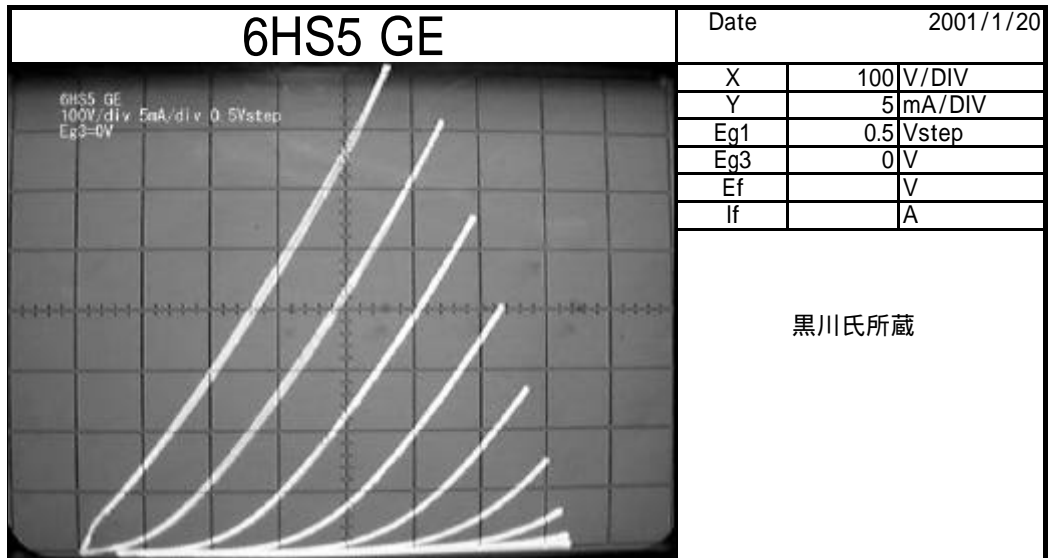 6HS5 GE
Date 2001/1/20
6HS5 GE
100V/div 5mA/div 0.5Vstep
Eg3=0V
X 100 V/DIV
Y 5 mA/DIV
Eg1 0.5 Vstep
Eg3 0 V
Ef V
If A
黒川氏所蔵